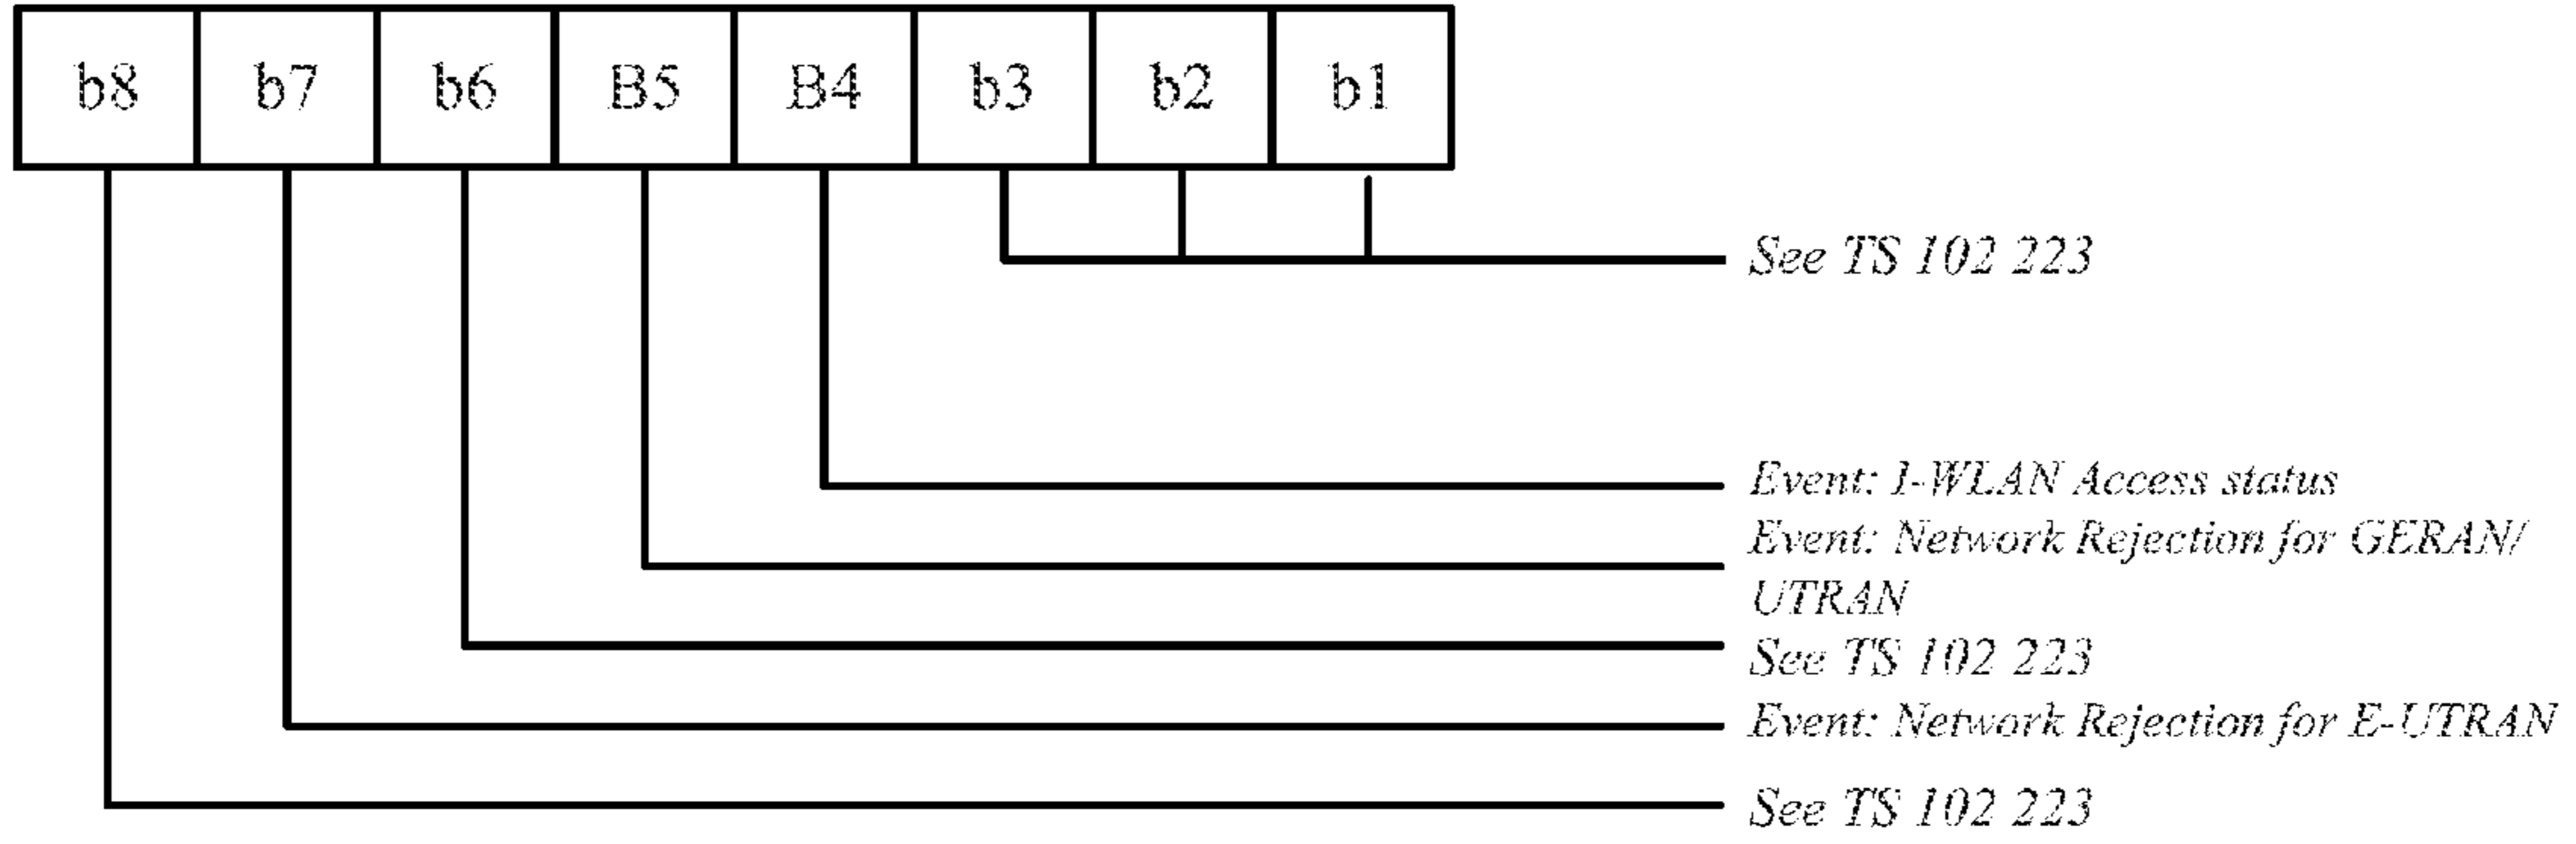 b8 b7 b6 B5 B4 b3 b2 b1
See TS 102 223
Event: I-WLAN Access status
Event: Network Rejection for GERAN/
UTRAN
See TS 102 223
Event: Network Rejection for E-UTRAN
See TS 102 223